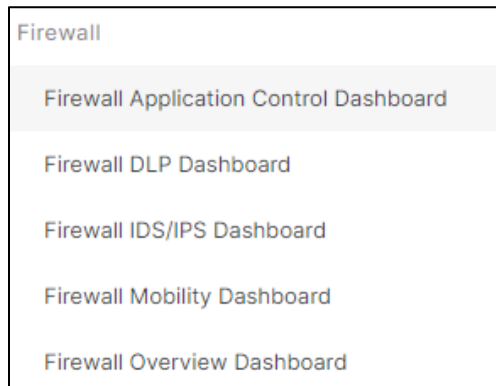 Firewall
Firewall Application Control Dashboard
Firewall DLP Dashboard
Firewall IDS/IPS Dashboard
Firewall Mobility Dashboard
Firewall Overview Dashboard